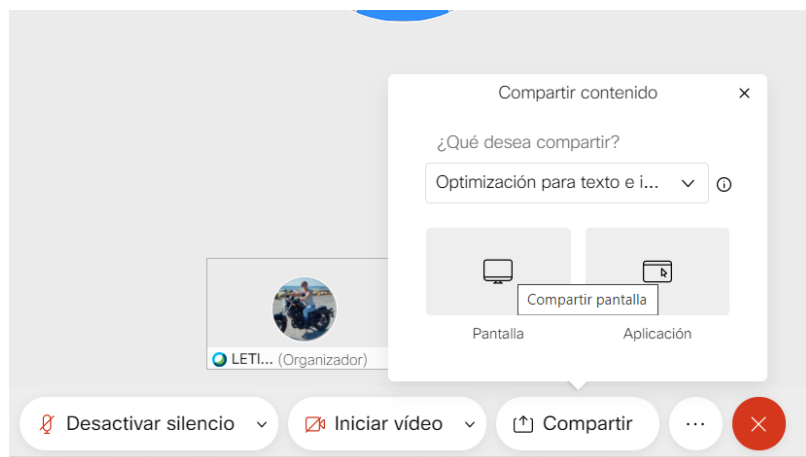 Compartir contenido
¿Qué desea compartir?
Optimización para texto e i...
Compartir pantalla
Pantalla
Aplicación
LETI... (Organizador)
Desactivar silencio
Iniciar vídeo
Compartir